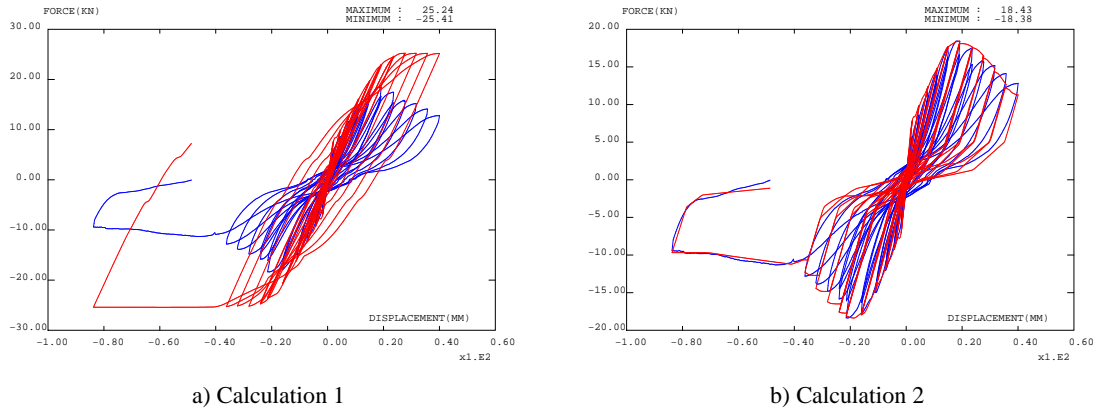 FORCE(KN)
MAXIMUM : 25.24
MINIMUM : -25.41
30.00
20.00
10.00
0.00
-10.00
-20.00
-30.00
DISPLACEMENT(MM)
-1.00 -0.80 -0.60 -0.40 -0.20 0.00 0.20 0.40 0.60
x1.E2
a) Calculation 1
FORCE(KN)
MAXIMUM : 18.43
MINIMUM : -18.38
20.00
15.00
10.00
5.00
0.00
-5.00
-10.00
-15.00
-20.00
DISPLACEMENT(MM)
-1.00 -0.80 -0.60 -0.40 -0.20 0.00 0.20 0.40 0.60
x1.E2
b) Calculation 2